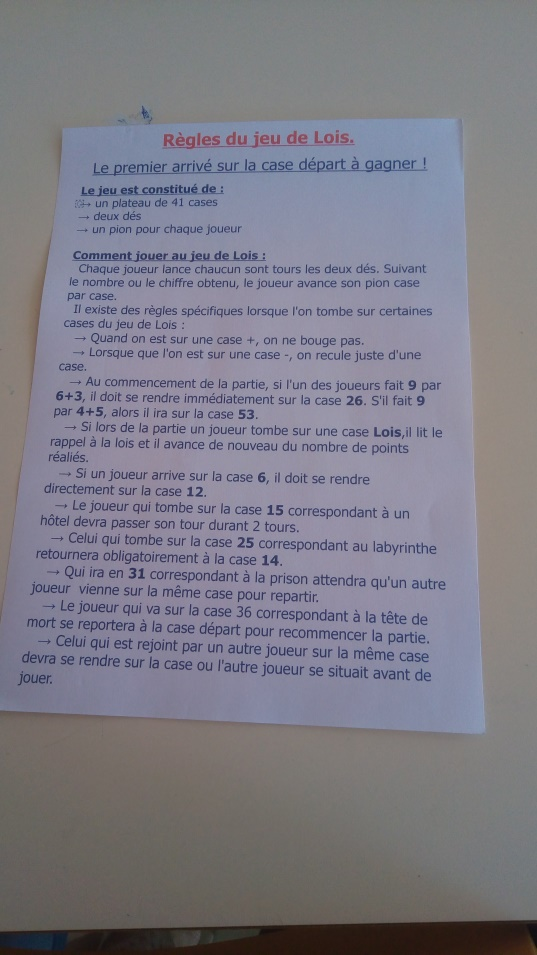 Règles du jeu de Lois.
Le premier arrivé sur la case départ à gagner !
Le jeu est constitué de :
→ un plateau de 41 cases
→ deux dés
→ un pion pour chaque joueur
Comment jouer au jeu de Lois :
Chaque joueur lance chacun sont tours les deux dés. Suivant
le nombre ou le chiffre obtenu, le joueur avance son pion case
par case.
Il existe des règles spécifiques lorsque l'on tombe sur certaines
cases du jeu de Lois :
→ Quand on est sur une case +, on ne bouge pas.
→ Lorsque que l'on est sur une case -, on recule juste d'une
case.
→ Au commencement de la partie, si l'un des joueurs fait 9 par
6+3, il doit se rendre immédiatement sur la case 26. S'il fait 9
par 4+5, alors il ira sur la case 53.
→ Si lors de la partie un joueur tombe sur une case Lois,il lit le
rappel à la lois et il avance de nouveau du nombre de points
réaliés.
→ Si un joueur arrive sur la case 6, il doit se rendre
directement sur la case 12.
→ Le joueur qui tombe sur la case 15 correspondant à un
hôtel devra passer son tour durant 2 tours.
→ Celui qui tombe sur la case 25 correspondant au labyrinthe
retournera obligatoirement à la case 14.
→ Qui ira en 31 correspondant à la prison attendra qu'un autre
joueur vienne sur la même case pour repartir.
→ Le joueur qui va sur la case 36 correspondant à la tête de
mort se reportera à la case départ pour recommencer la partie.
→ Celui qui est rejoint par un autre joueur sur la même case
devra se rendre sur la case ou l'autre joueur se situait avant de
jouer.